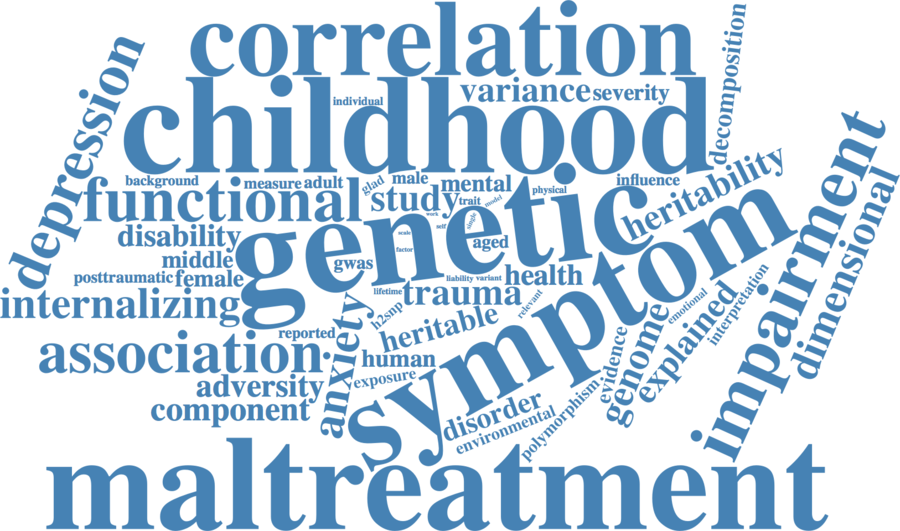 correlation
decomposition
depression
childhood
variance
severity
individual
background
measure
adult
glad
male
mental
physical
influence
heritability
impairment
functional
study
trait
model
genetic
single
work
self
scale
factor
aged
disability
middle
gwas
dimensional
posttraumatic
female
liability
variant
health
internalizing
lifetime
trauma
relevant
symptom
emotional
interpretation
h2snp
heritable
genome
explained
reported
anxiety
association
human
evidence
adversity
exposure
component
disorder
environmental
polymorphism
maltreatment